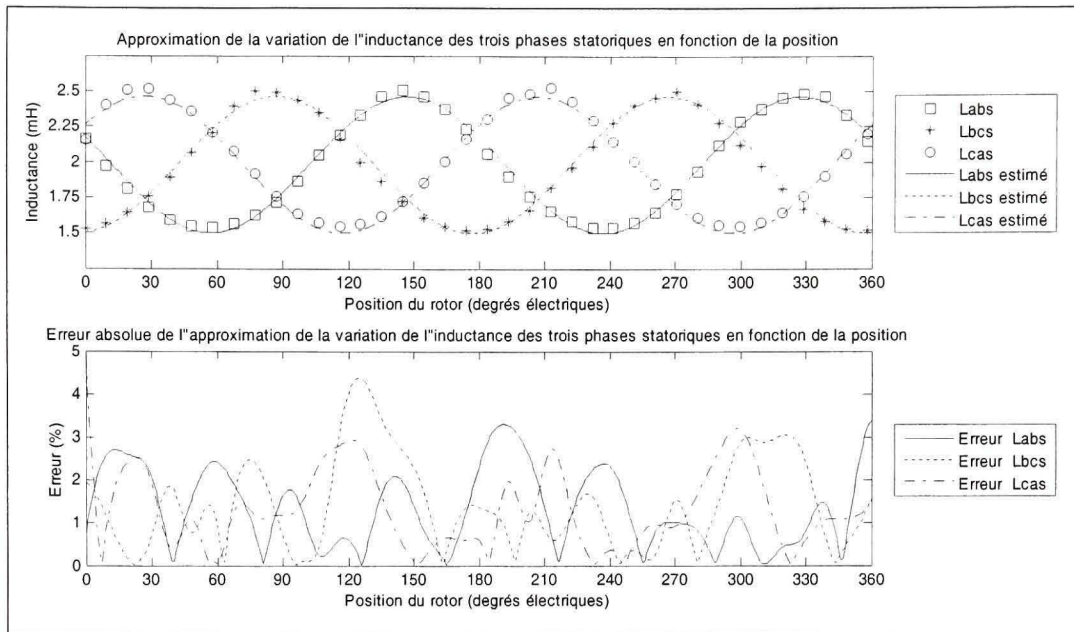 Approximation de la variation de l"inductance des trois phases statoriques en fonction de la position
Inductance (mH)
2.5
2.25
2
1.75
1.5
0 30 60 90 120 150 180 210 240 270 300 330 360
Position du rotor (degrés électriques)
Labs
Lbcs
Lcas
Labs estimé
Lbcs estimé
Lcas estimé
Erreur absolue de l"approximation de la variation de l"inductance des trois phases statoriques en fonction de la position
Erreur (%)
5
4
3
2
1
0
0 30 60 90 120 150 180 210 240 270 300 330 360
Position du rotor (degrés électriques)
Erreur Labs
Erreur Lbcs
Erreur Lcas